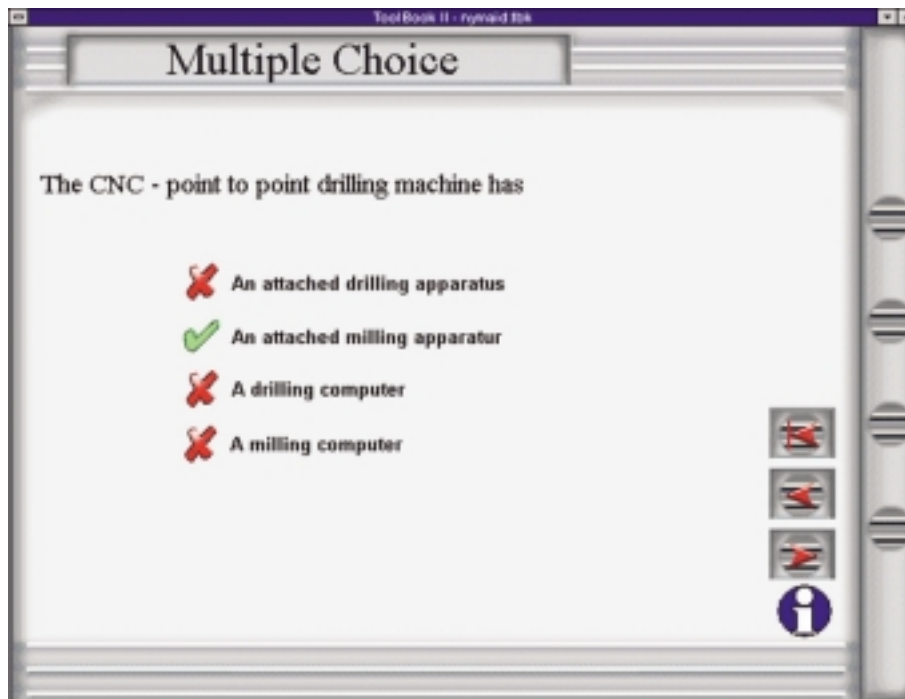 ToolBook II - nymaid.tbk
Multiple Choice
The CNC - point to point drilling machine has
An attached drilling apparatus
An attached milling apparatur
A drilling computer
A milling computer